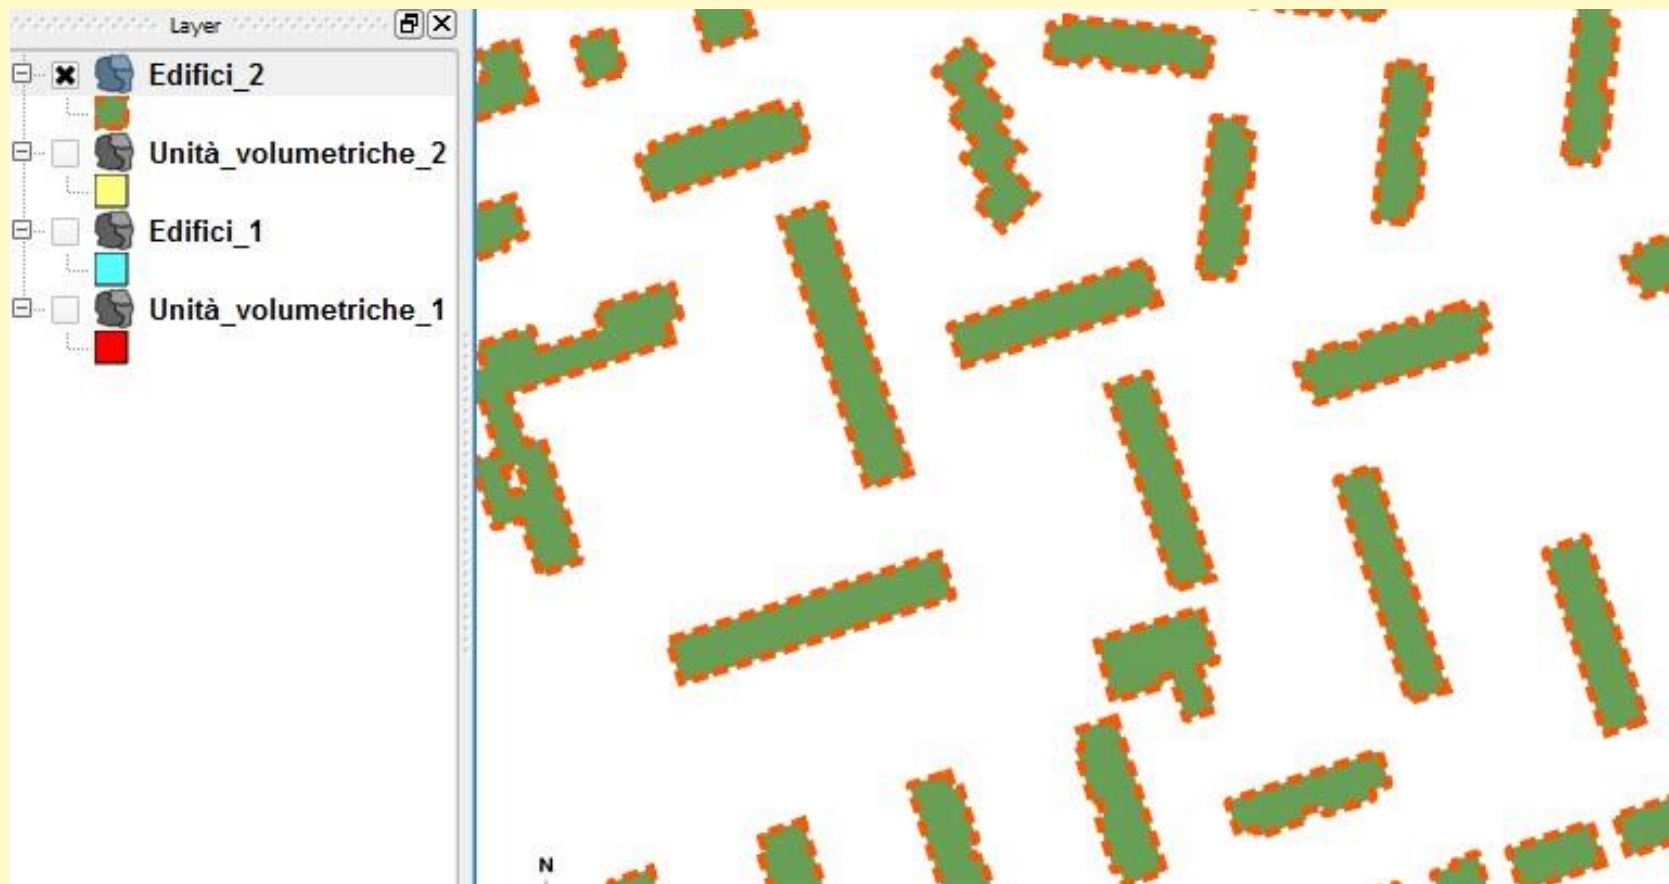 Layer
Edifici_2
Unità_volumetriche_2
Edifici_1
Unità_volumetriche_1
N